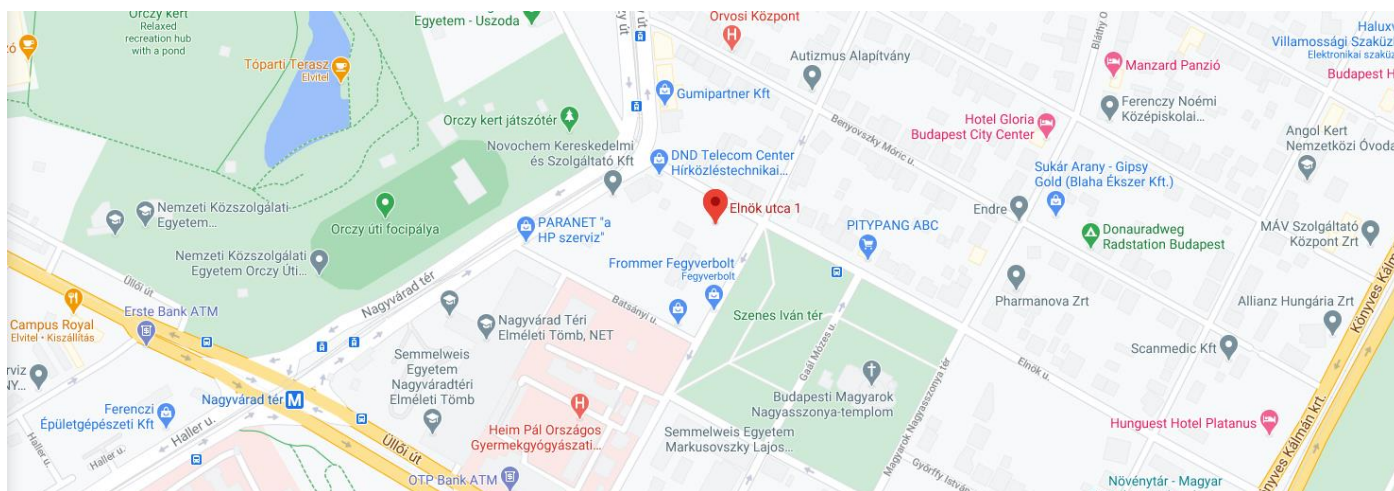 Orczy kert
Relaxed
recreation hub
with a pond
Egyetem - Uszoda
Orvosi Központ
Tóparti Terasz
Elvitel
Gumipartner Kft
Autizmus Alapítvány
Bláthy O
Manzard Panzió
Villamossági Szaküz
Elektronikai szaküz
Budapest H
Orczy kert játszótér
Novochem Kereskedelmi
és Szolgáltató Kft
DND Telecom Center
Hírközléstechnikai...
Benyovszky Móric u.
Hotel Gloria
Budapest City Center
Ferenczy Noémi
Középiskolai...
Angol Kert
Nemzetközi Óvoda
Sukár Arany - Gipsy
Gold (Blaha Ékszer Kft.)
Nemzeti Közszolgálati
Egyetem...
Orczy úti focipálya
PARANET "a
HP szerviz"
Elnök utca 1
PITYPANG ABC
Endre
Donauradweg
Radstation Budapest
MÁV Szolgáltató
Központ Zrt
Nemzeti Közszolgálati
Egyetem Orczy Úti...
Üllői út
Nagyvárad tér
Frommer Fegyverbolt
Fegyverbolt
Batsányi u.
Szenes Iván tér
Gaál Mózes u.
Pharmanova Zrt
Allianz Hungária Zrt
Könyves Kálm
Campus Royal
Elvitel • Kiszállítás
Erste Bank ATM
Nagyvárad Téri
Elméleti Tömb, NET
Semmelweis
Egyetem
Nagyváradtéri
Elméleti Tömb
Elnök u.
Scanmedic Kft
Budapesti Magyarok
Nagyasszonya-templom
Magyarok Nagyasszonya tér
Nagyvárad tér M
Ferenczi
Épületgépészeti Kft
Haller u.
Haller u.
Üllői út
Heim Pál Országos
Gyermekgyógyászati...
Semmelweis Egyetem
Markusovszky Lajos...
Hunguest Hotel Platanus
önyves Kálmán krt.
OTP Bank ATM
Györffy István
Növénytár - Magyar